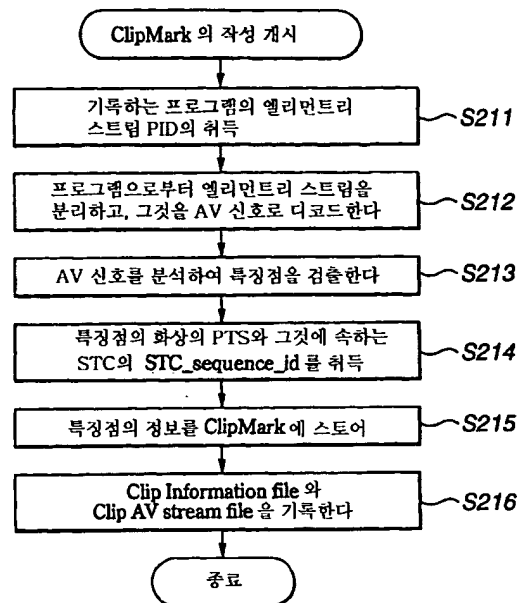 ClipMark 의 작성 개시
기록하는 프로그램의 엘리먼트리
스트림 PID의 취득
S211
프로그램으로부터 엘리먼트리 스트림을
분리하고, 그것을 AV 신호로 디코드한다
S212
AV 신호를 분석하여 특징점을 검출한다
S213
특징점의 화상의 PTS와 그것에 속하는
STC의 STC_sequence_id 를 취득
S214
특징점의 정보를 ClipMark 에 스토어
S215
Clip Information file 와
Clip AV stream file 을 기록한다
S216
종료